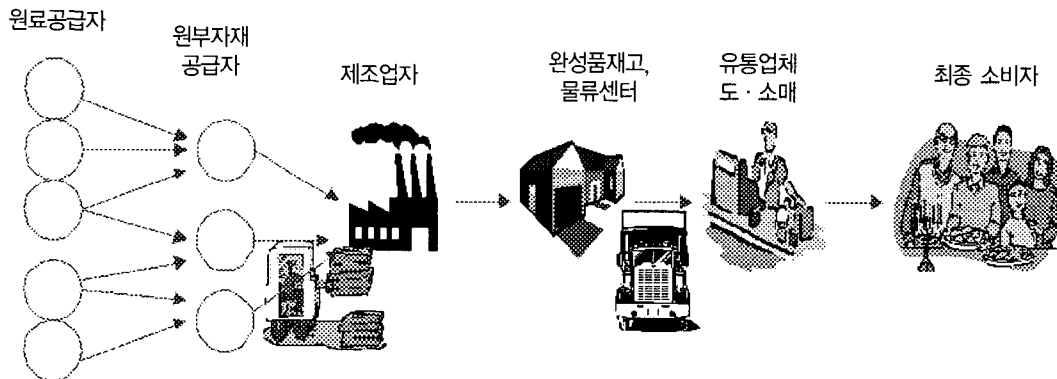 원료공급자
원부자재
공급자
제조업자
완성품재고,
물류센터
유통업체
도·소매
최종 소비자